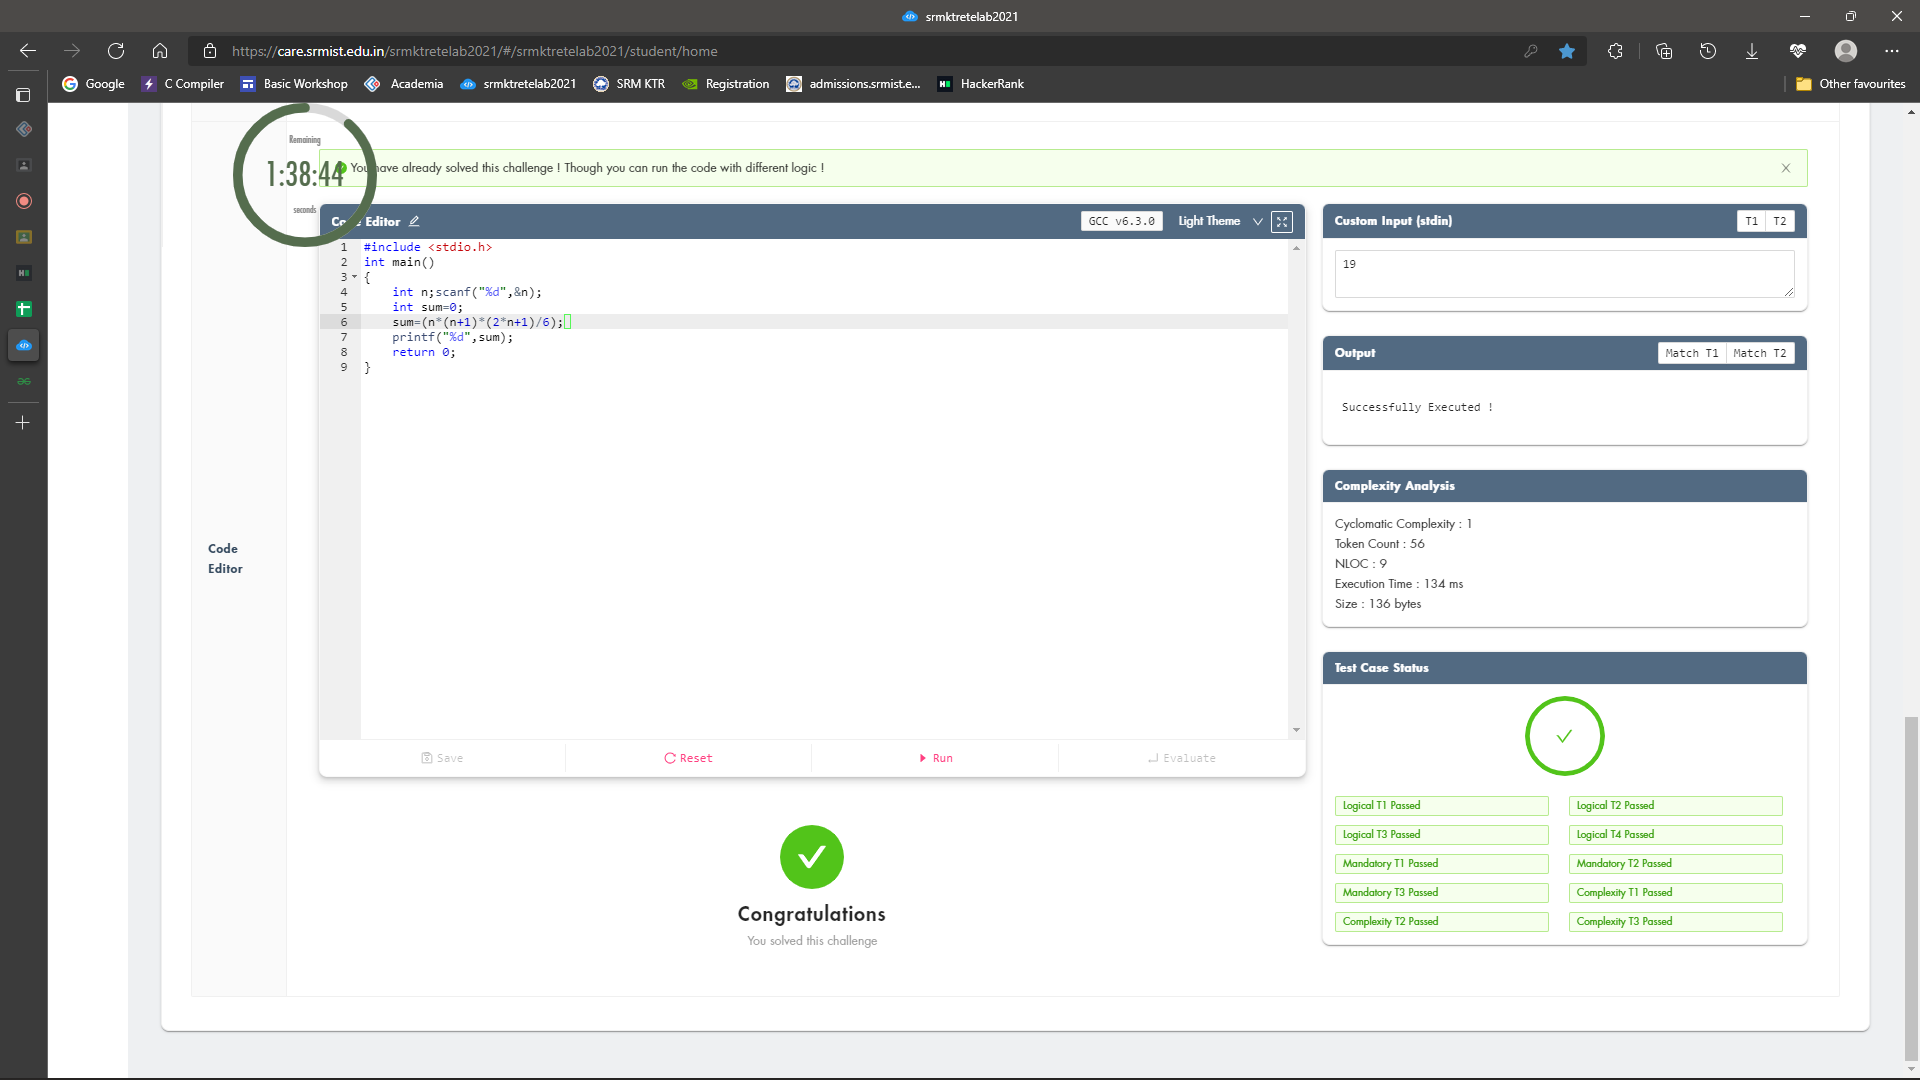 srmktretelab2021
https://care.srmist.edu.in/srmktretelab2021/#/srmktretelab2021/student/home
Google C Compiler Basic Workshop Academia srmktretelab2021 SRM KTR Registration admissions.srmist.e... HackerRank Other favourites
Remaining
1:38:44
seconds
You have already solved this challenge ! Though you can run the code with different logic !
Code Editor GCC v6.3.0 Light Theme
1 #include <stdio.h>
2 int main()
3 {
4 int n;scanf("%d",&n);
5 int sum=0;
6 sum=(n*(n+1)*(2*n+1)/6);
7 printf("%d",sum);
8 return 0;
9 }
Save Reset Run Evaluate
Code
Editor
Congratulations
You solved this challenge
Custom Input (stdin) T1 T2
19
Output Match T1 Match T2
Successfully Executed !
Complexity Analysis
Cyclomatic Complexity : 1
Token Count : 56
NLOC : 9
Execution Time : 134 ms
Size : 136 bytes
Test Case Status
Logical T1 Passed Logical T2 Passed
Logical T3 Passed Logical T4 Passed
Mandatory T1 Passed Mandatory T2 Passed
Mandatory T3 Passed Complexity T1 Passed
Complexity T2 Passed Complexity T3 Passed